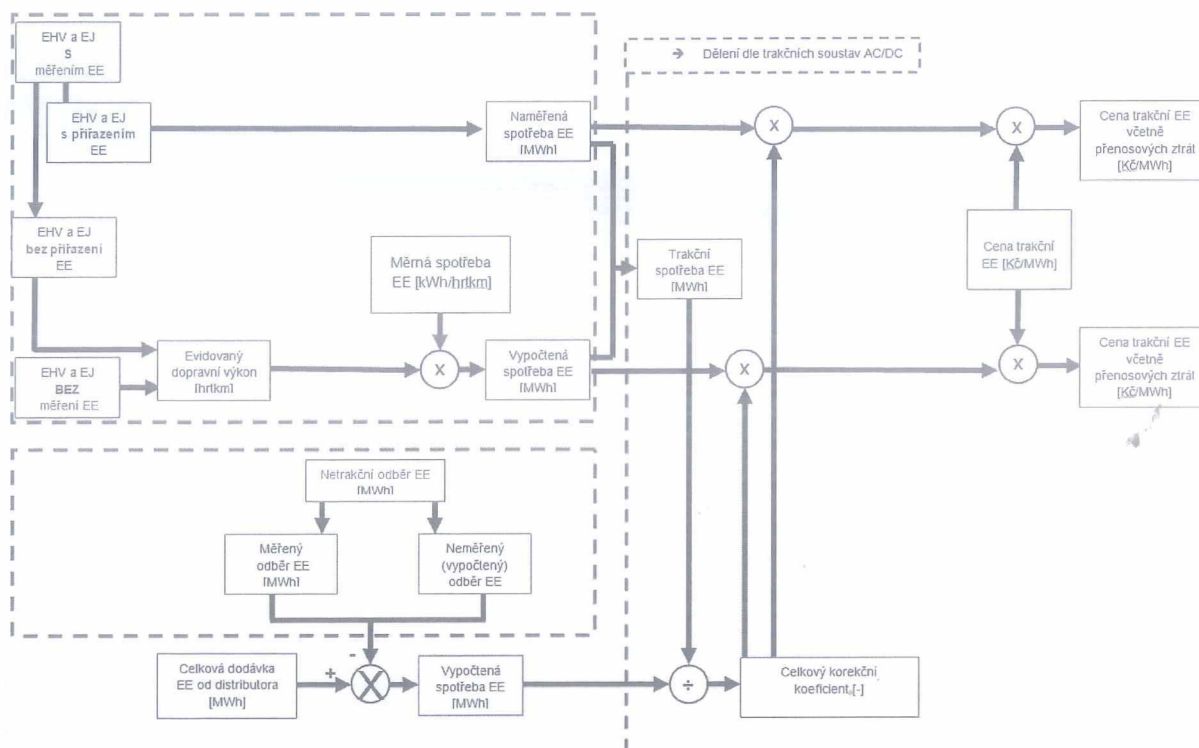 EHV a EJ
S
měřením EE
EHV a EJ
s přiřazením
EE
Naměřená
spotřeba EE
[MWh]
→ Dělení dle trakčních soustav AC/DC
X
X
Cena trakční EE
včetně
přenosových ztrát
[Kč/MWh]
EHV a EJ
bez přiřazení
EE
Měrná spotřeba
EE [kWh/hrtkm]
Trakční
spotřeba EE
[MWh]
Cena trakční
EE [Kč/MWh]
EHV a EJ
BEZ
měření EE
Evidovaný
dopravní výkon
[hrtkm]
X
Vypočtená
spotřeba EE
[MWh]
X
X
Cena trakční EE
včetně
přenosových ztrát
[Kč/MWh]
Netrakční odběr EE
[MWh]
Měřený
odběr EE
[MWh]
Neměřený
(vypočtený)
odběr EE
-
+
Celková dodávka
EE od distributora
[MWh]
X
Vypočtená
spotřeba EE
[MWh]
÷
Celkový korekční
koeficient [-]